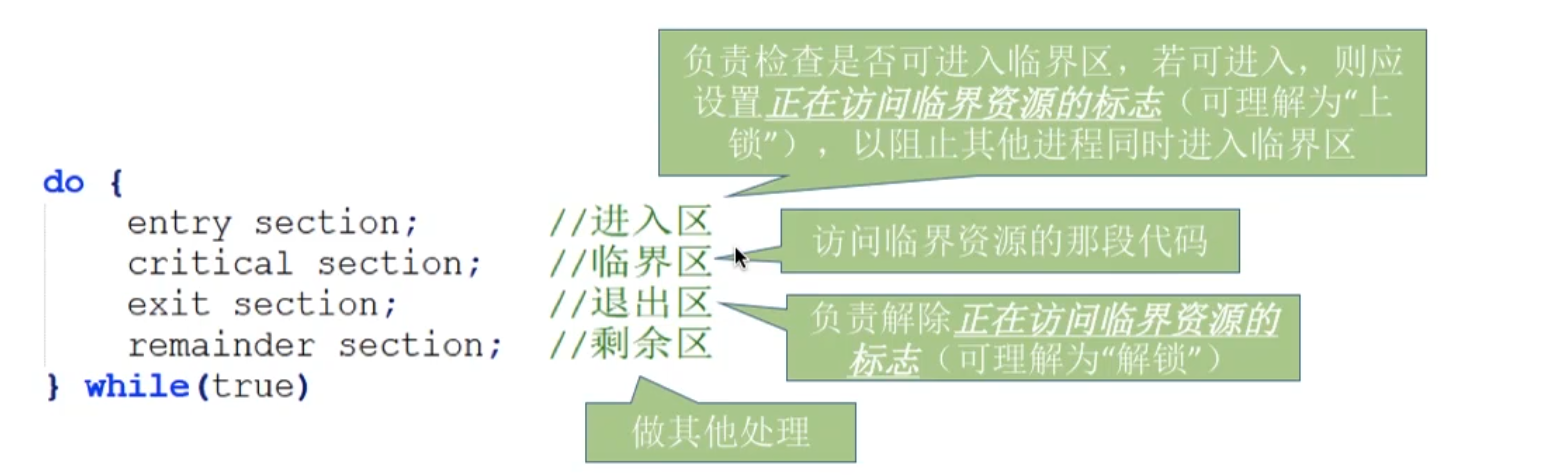 负责检查是否可进入临界区，若可进入，则应
设置正在访问临界资源的标志（可理解为“上
锁”），以阻止其他进程同时进入临界区
do {
entry section; //进入区
访问临界资源的那段代码
critical section; //临界区
exit section; //退出区
负责解除正在访问临界资源的
标志（可理解为“解锁”）
remainder section; //剩余区
} while(true)
做其他处理